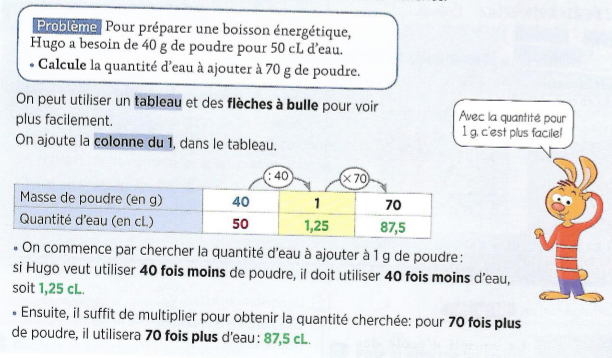 Problème Pour préparer une boisson énergétique,
Hugo a besoin de 40 g de poudre pour 50 cL d'eau.
• Calcule la quantité d'eau à ajouter à 70 g de poudre.
On peut utiliser un tableau et des flèches à bulle pour voir
plus facilement.
On ajoute la colonne du 1, dans le tableau.
Avec la quantité pour
1 g, c'est plus facile!
: 40 × 70
Masse de poudre (en g) 40 1 70
Quantité d'eau (en cL) 50 1,25 87,5
• On commence par chercher la quantité d'eau à ajouter à 1 g de poudre :
si Hugo veut utiliser 40 fois moins de poudre, il doit utiliser 40 fois moins d'eau,
soit 1,25 cL.
• Ensuite, il suffit de multiplier pour obtenir la quantité cherchée: pour 70 fois plus
de poudre, il utilisera 70 fois plus d'eau : 87,5 cL.